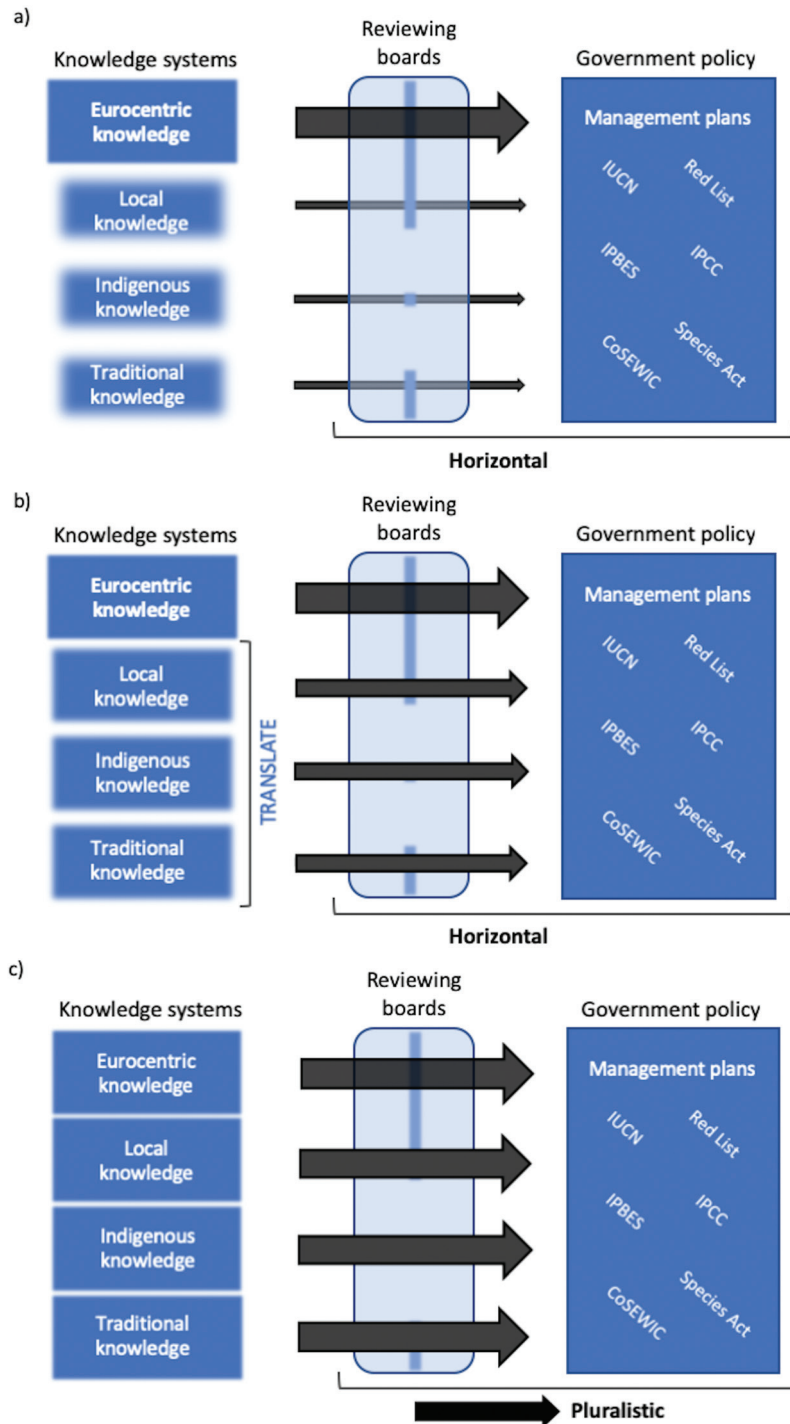 a)
Knowledge systems
Reviewing
boards
Government policy
Eurocentric
knowledge
Local
knowledge
Indigenous
knowledge
Traditional
knowledge
Management plans
IUCN
Red List
IPBES
IPCC
CoSEWIC
Species Act
Horizontal
b)
Knowledge systems
Reviewing
boards
Government policy
Eurocentric
knowledge
Local
knowledge
Indigenous
knowledge
Traditional
knowledge
TRANSLATE
Management plans
IUCN
Red List
IPBES
IPCC
CoSEWIC
Species Act
Horizontal
c)
Knowledge systems
Reviewing
boards
Government policy
Eurocentric
knowledge
Local
knowledge
Indigenous
knowledge
Traditional
knowledge
Management plans
IUCN
Red List
IPBES
IPCC
CoSEWIC
Species Act
Pluralistic